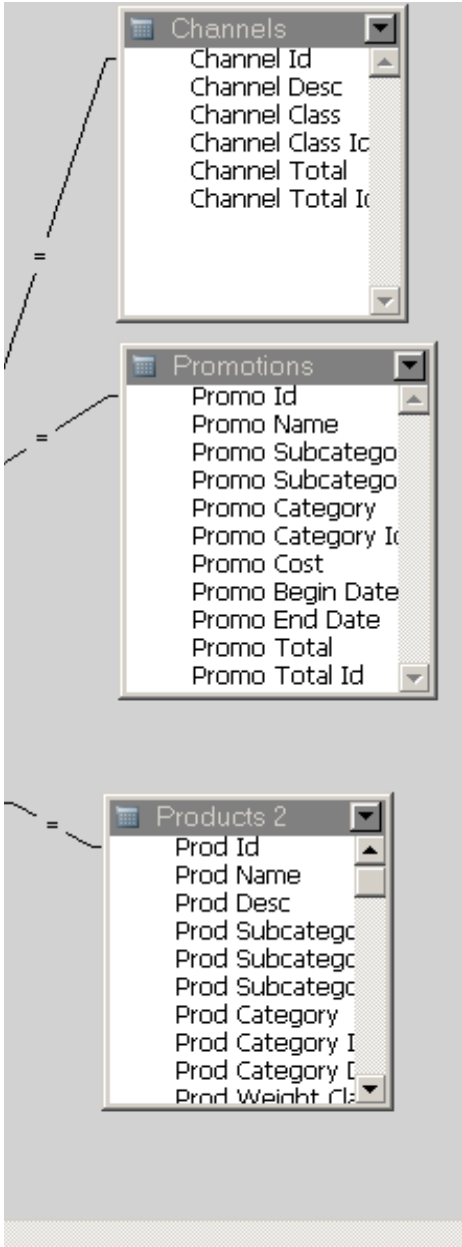 Channels
Channel Id
Channel Desc
Channel Class
Channel Class Ic
Channel Total
Channel Total Ic
=
Promotions
Promo Id
Promo Name
Promo Subcatego
Promo Subcatego
Promo Category
Promo Category Ic
Promo Cost
Promo Begin Date
Promo End Date
Promo Total
Promo Total Id
=
Products 2
Prod Id
Prod Name
Prod Desc
Prod Subcatego
Prod Subcatego
Prod Subcatego
Prod Category
Prod Category I
Prod Category D
Prod Weight Cla
=